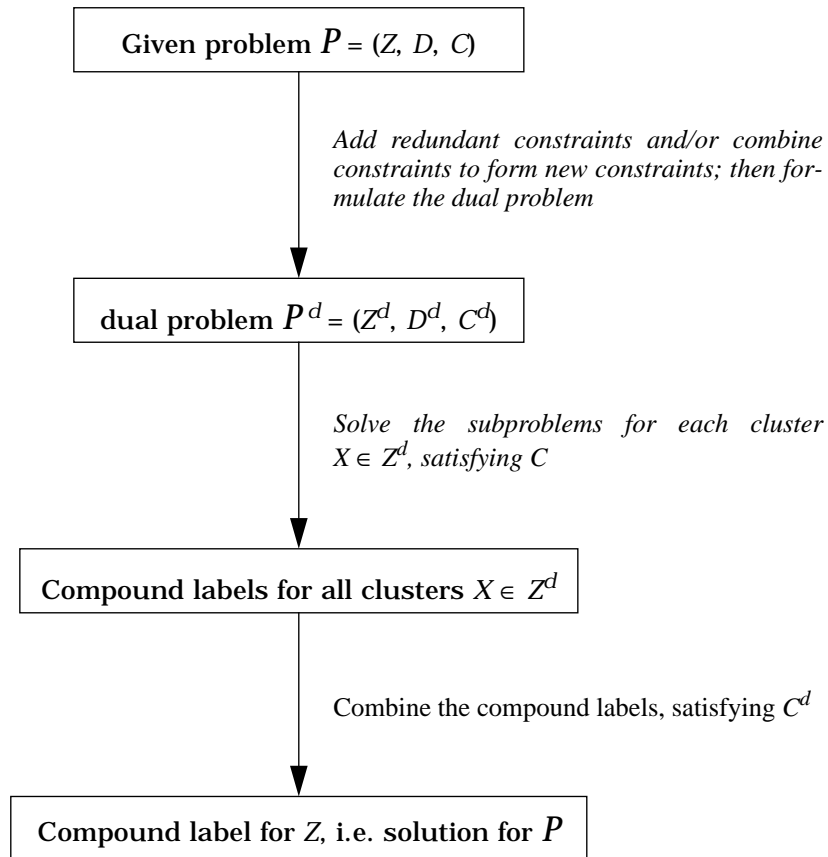 Given problem P = (Z, D, C)
Add redundant constraints and/or combine
constraints to form new constraints; then for-
mulate the dual problem
dual problem P^d = (Z^d, D^d, C^d)
Solve the subproblems for each cluster
X ∈ Z^d, satisfying C
Compound labels for all clusters X ∈ Z^d
Combine the compound labels, satisfying C^d
Compound label for Z, i.e. solution for P